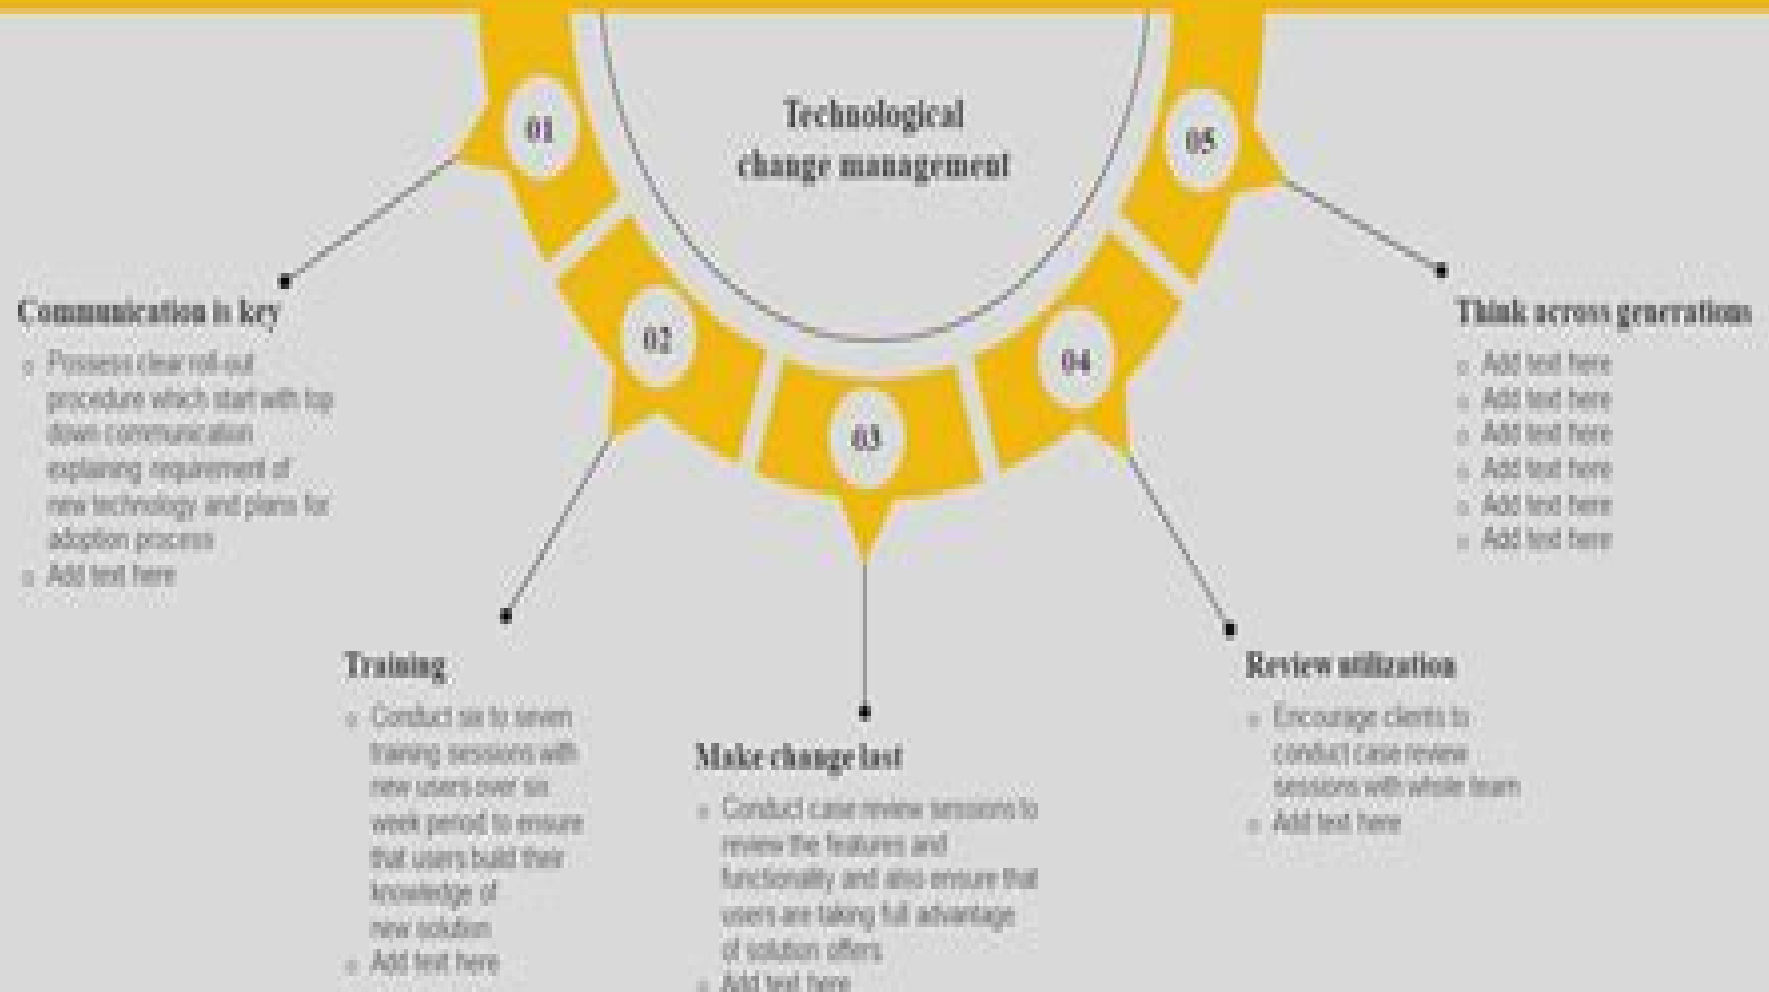 Technological
change management
01
02
03
04
05
Communication is key
Possess clear roll-out
procedure which start with top
down communication
explaining requirement of
new technology and plans for
adoption process
Add text here
Training
Conduct six to seven
training sessions with
new users over six
week period to ensure
that users build their
knowledge of
new solution
Add text here
Make change last
Conduct case review sessions to
review the features and
functionality and also ensure that
users are taking full advantage
of solution offers
Add text here
Review utilization
Encourage clients to
conduct case review
sessions with whole team
Add text here
Think across generations
Add text here
Add text here
Add text here
Add text here
Add text here
Add text here